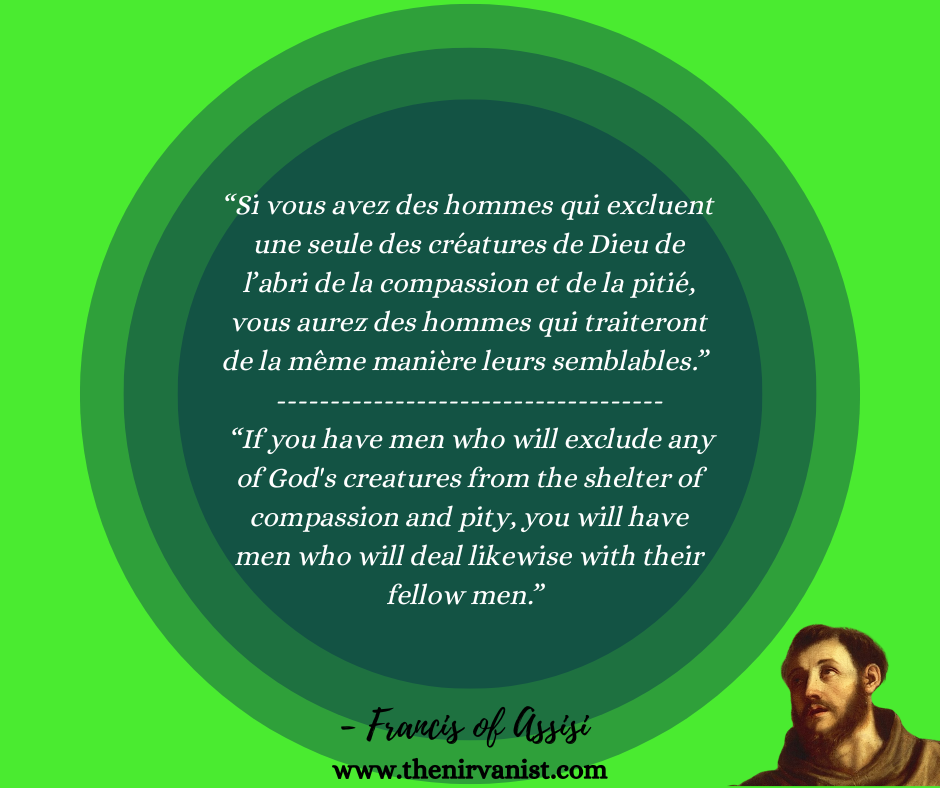 “Si vous avez des hommes qui excluent
une seule des créatures de Dieu de
l’abri de la compassion et de la pitié,
vous aurez des hommes qui traiteront
de la même manière leurs semblables.”
------------------------------------
“If you have men who will exclude any
of God's creatures from the shelter of
compassion and pity, you will have
men who will deal likewise with their
fellow men.”
- Francis of Assisi
www.thenirvanist.com